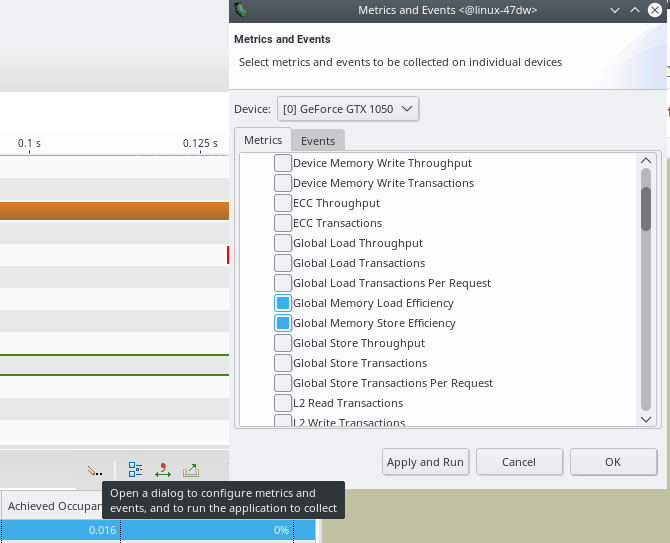 Metrics and Events <@linux-47dw>
Metrics and Events
Select metrics and events to be collected on individual devices
Device: [0] GeForce GTX 1050
Metrics Events
0.1 s 0.125 s
Device Memory Write Throughput
Device Memory Write Transactions
ECC Throughput
ECC Transactions
Global Load Throughput
Global Load Transactions
Global Load Transactions Per Request
Global Memory Load Efficiency
Global Memory Store Efficiency
Global Store Throughput
Global Store Transactions
Global Store Transactions Per Request
L2 Read Transactions
L2 Write Transactions
Apply and Run Cancel OK
Open a dialog to configure metrics and
events, and to run the application to collect
Achieved Occupan
0.016 0%